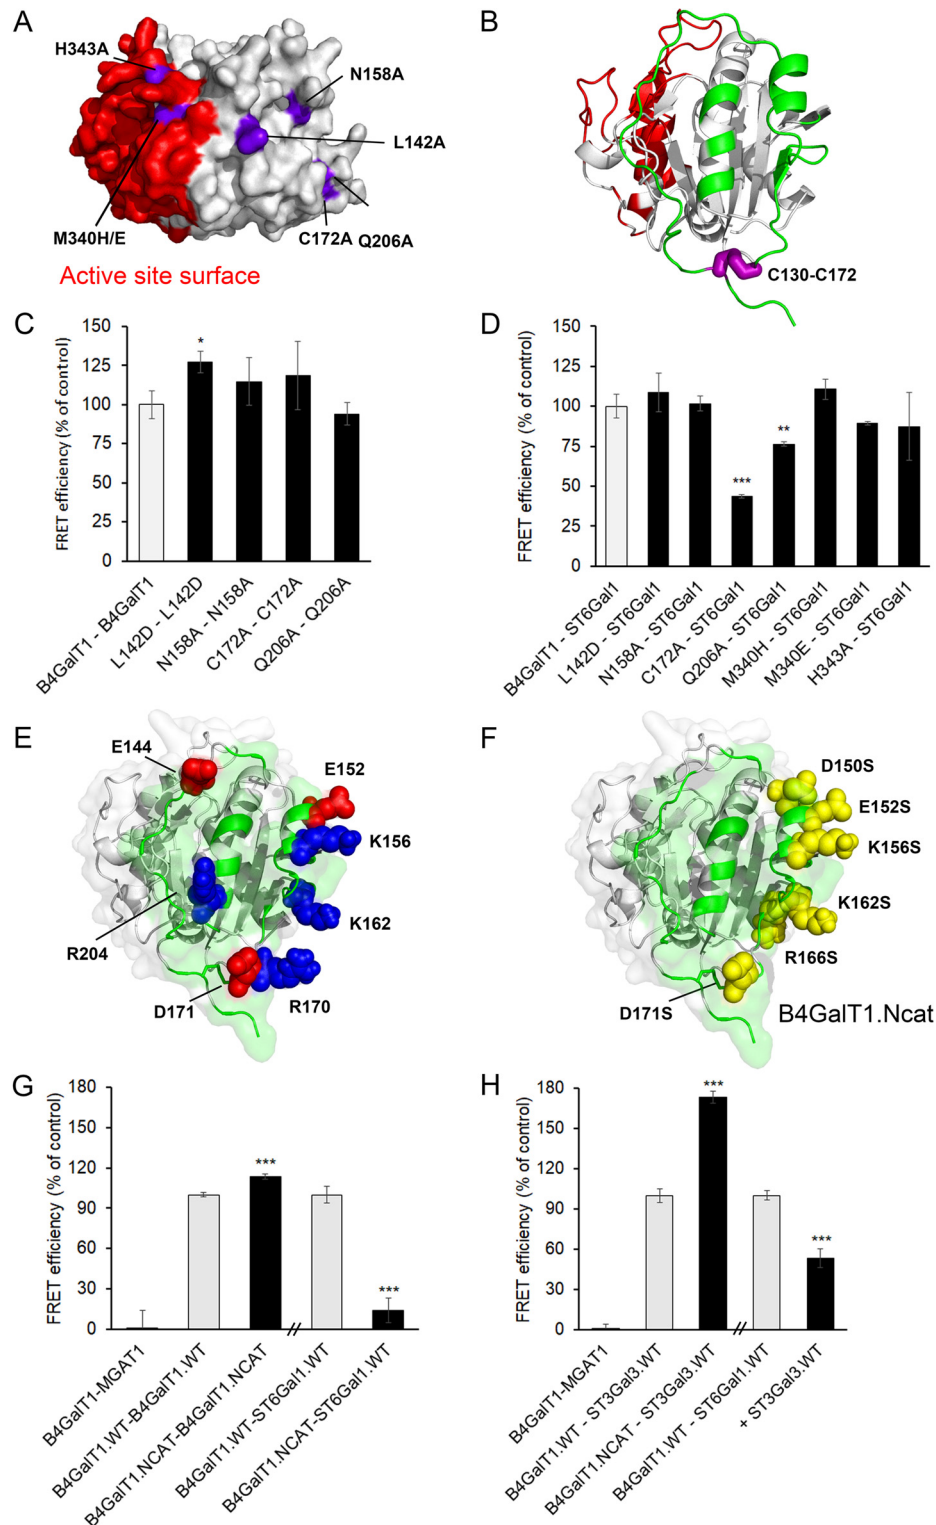 A
H343A
N158A
L142A
M340H/E
C172A
Q206A
Active site surface
B
C130-C172
C
FRET efficiency (% of control)
150
125
100
75
50
25
0
*
B4GalT1 - B4GalT1
L142D - L142D
N158A - N158A
C172A - C172A
Q206A - Q206A
D
FRET efficiency (% of control)
150
125
100
75
50
25
0
***
**
B4GalT1 - ST6Gal1
L142D - ST6Gal1
N158A - ST6Gal1
C172A - ST6Gal1
Q206A - ST6Gal1
M340H - ST6Gal1
M340E - ST6Gal1
H343A - ST6Gal1
E
E144
E152
K156
K162
R204
D171
R170
F
D150S
E152S
K156S
K162S
R166S
D171S
B4GalT1.Ncat
G
FRET efficiency (% of control)
180
150
120
90
60
30
0
***
***
//
B4GalT1-MGAT1
B4GalT1.WT-B4GalT1.WT
B4GalT1.NCAT-B4GalT1.NCAT
B4GalT1.WT-ST6Gal1.WT
B4GalT1.NCAT-ST6Gal1.WT
H
FRET efficiency (% of control)
180
150
120
90
60
30
0
***
***
//
B4GalT1-MGAT1
B4GalT1.WT - ST3Gal3.WT
B4GalT1.NCAT - ST3Gal3.WT
B4GalT1.WT - ST6Gal1.WT
+ ST3Gal3.WT